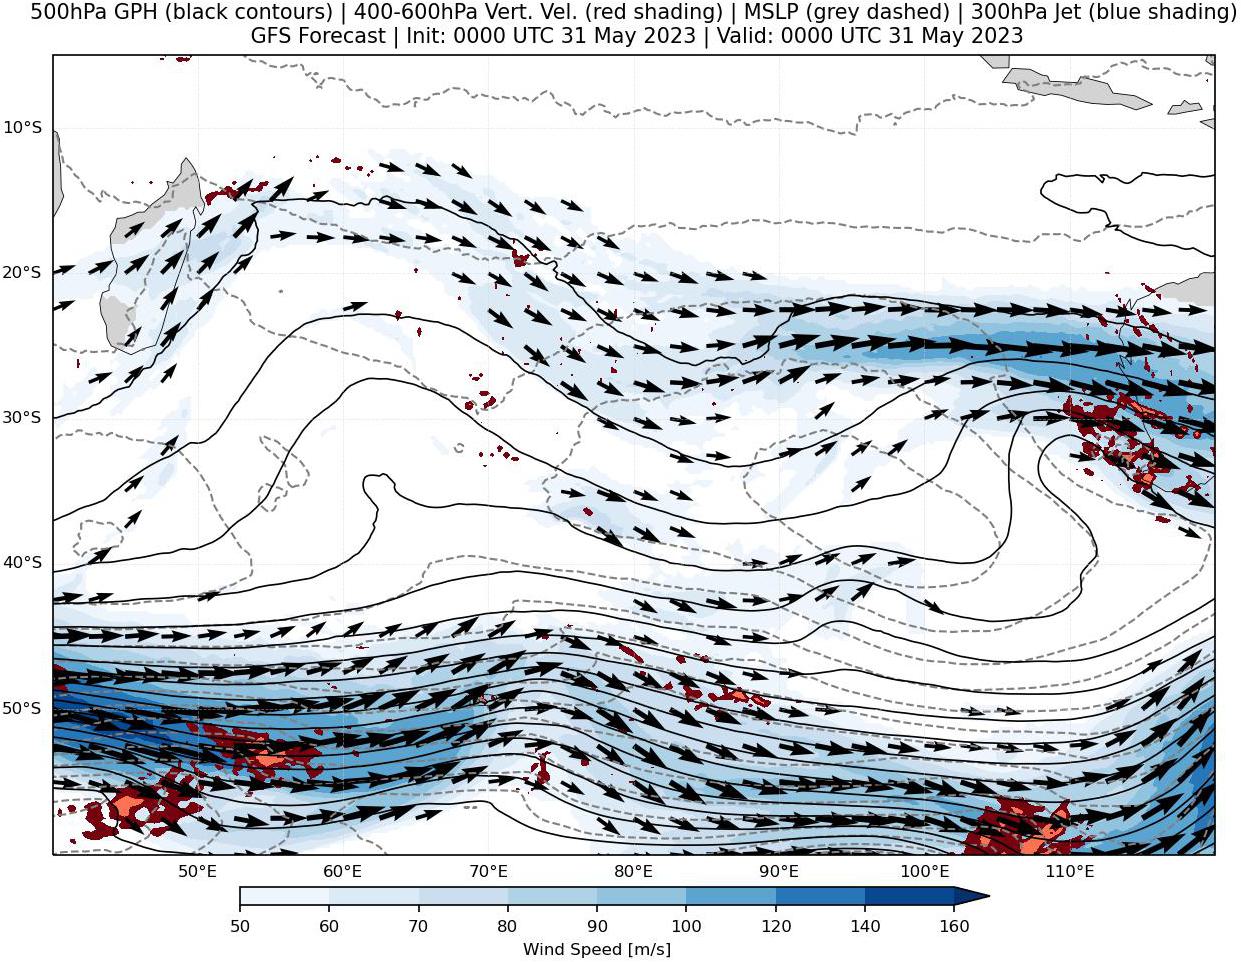 500hPa GPH (black contours) | 400-600hPa Vert. Vel. (red shading) | MSLP (grey dashed) | 300hPa Jet (blue shading)
GFS Forecast | Init: 0000 UTC 31 May 2023 | Valid: 0000 UTC 31 May 2023
10°S
20°S
30°S
40°S
50°S
50°E 60°E 70°E 80°E 90°E 100°E 110°E
50 60 70 80 90 100 120 140 160
Wind Speed [m/s]